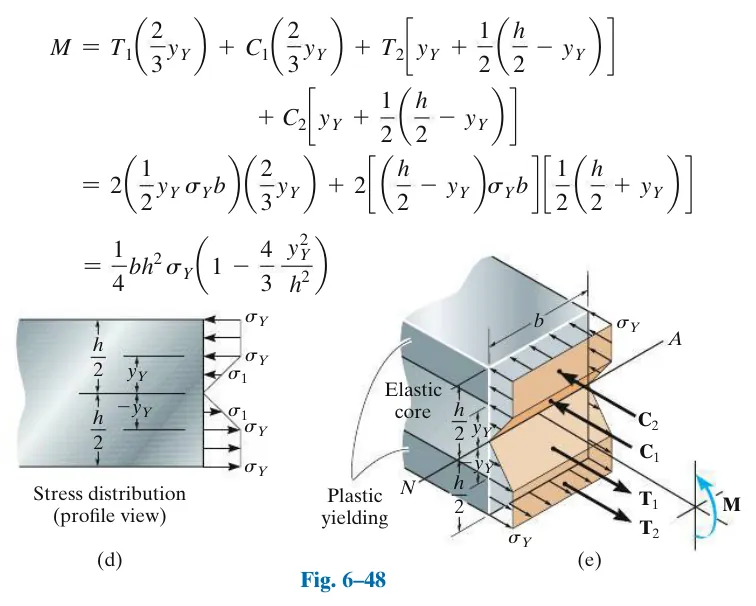 M = T₁(2/3 y_Y) + C₁(2/3 y_Y) + T₂[y_Y + 1/2(h/2 − y_Y)]
+ C₂[y_Y + 1/2(h/2 − y_Y)]
= 2(1/2 y_Y σ_Y b)(2/3 y_Y) + 2[(h/2 − y_Y)σ_Y b][1/2(h/2 + y_Y)]
= 1/4 bh² σ_Y(1 − 4/3 y_Y²/h²)
σ_Y
h/2
y_Y
σ_Y
σ₁
h/2
−y_Y
σ₁
σ_Y
σ_Y
Stress distribution
(profile view)
(d)
b
σ_Y
A
Elastic
core
h/2
y_Y
C₂
C₁
−y_Y
h/2
N
Plastic
yielding
T₁
T₂
M
σ_Y
(e)
Fig. 6–48